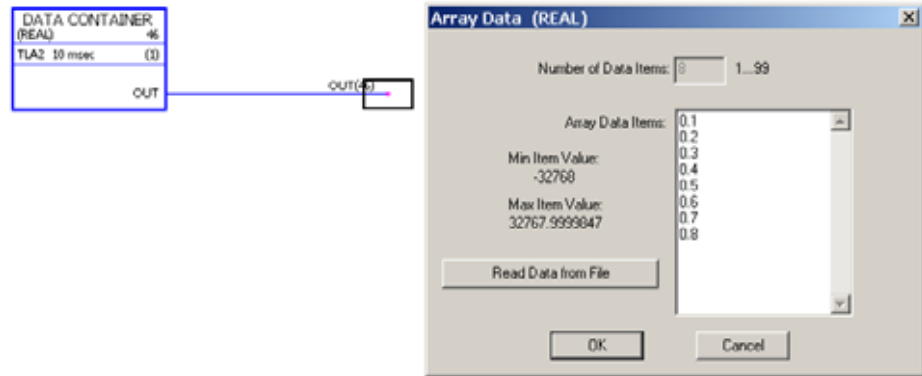 DATA CONTAINER
(REAL) 46
TLA2 10 msec (1)
OUT
OUT(46)
Array Data (REAL)
Number of Data Items: 8 1...99
Array Data Items:
0.1
0.2
0.3
0.4
0.5
0.6
0.7
0.8
Min Item Value:
-32768
Max Item Value:
32767.9999847
Read Data from File
OK Cancel